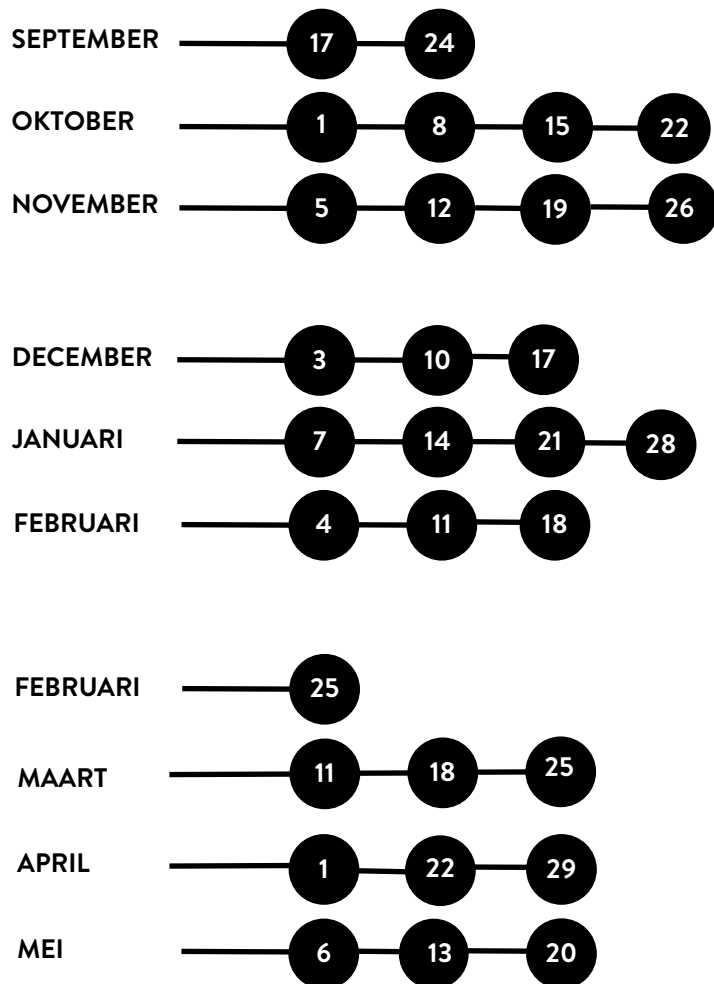 SEPTEMBER 17 24
OKTOBER 1 8 15 22
NOVEMBER 5 12 19 26
DECEMBER 3 10 17
JANUARI 7 14 21 28
FEBRUARI 4 11 18
FEBRUARI 25
MAART 11 18 25
APRIL 1 22 29
MEI 6 13 20